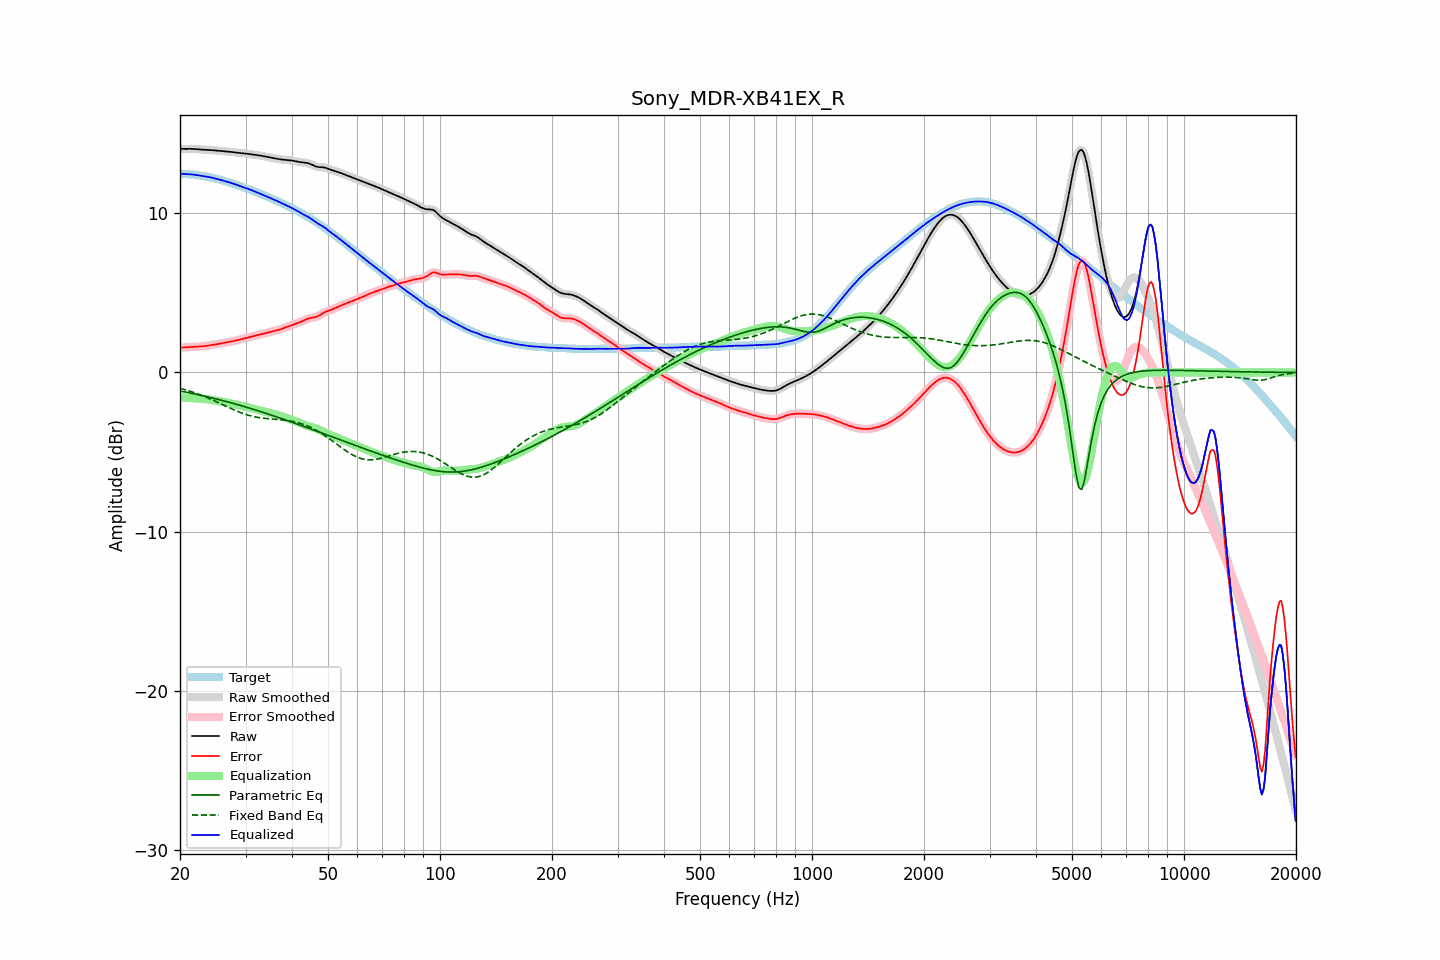 Sony_MDR-XB41EX_R
Amplitude (dBr)
10
0
−10
−20
−30
Target
Raw Smoothed
Error Smoothed
Raw
Error
Equalization
Parametric Eq
Fixed Band Eq
Equalized
20 50 100 200 500 1000 2000 5000 10000 20000
Frequency (Hz)